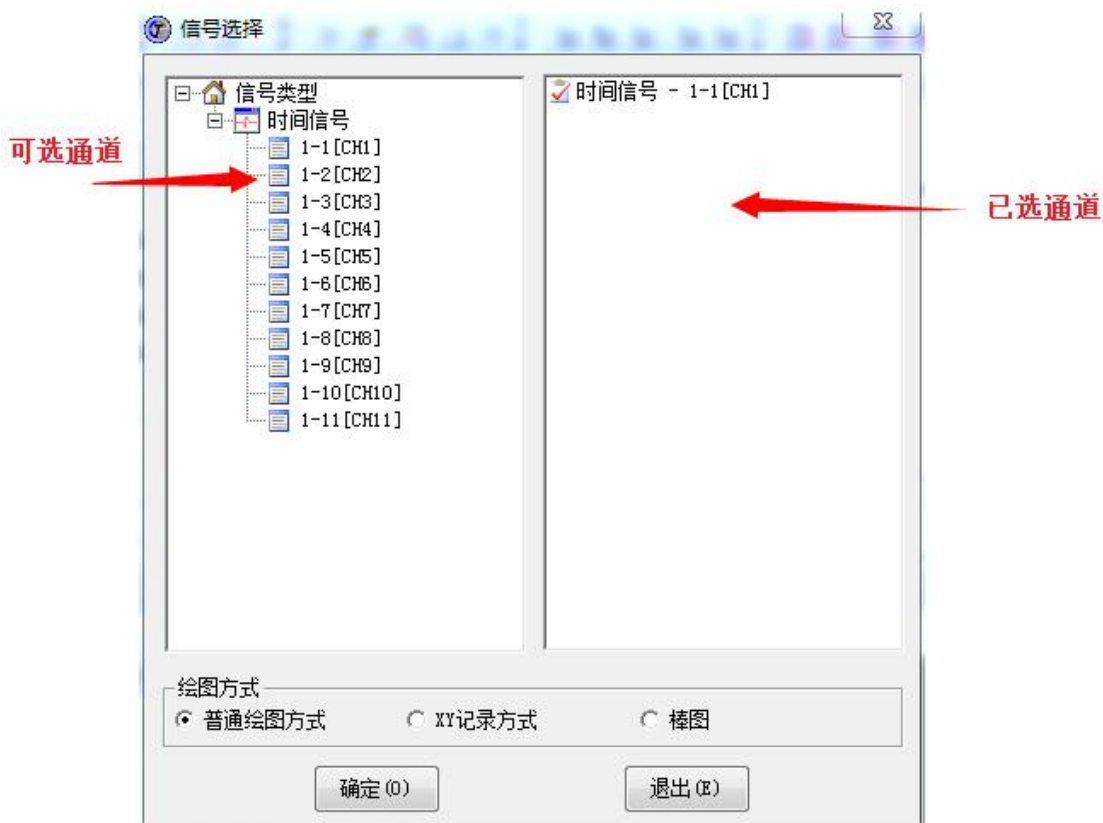 信号选择
信号类型
时间信号
1-1[CH1]
1-2[CH2]
1-3[CH3]
1-4[CH4]
1-5[CH5]
1-6[CH6]
1-7[CH7]
1-8[CH8]
1-9[CH9]
1-10[CH10]
1-11[CH11]
可选通道
时间信号 - 1-1[CH1]
已选通道
绘图方式
普通绘图方式 XY记录方式 棒图
确定(O) 退出(E)